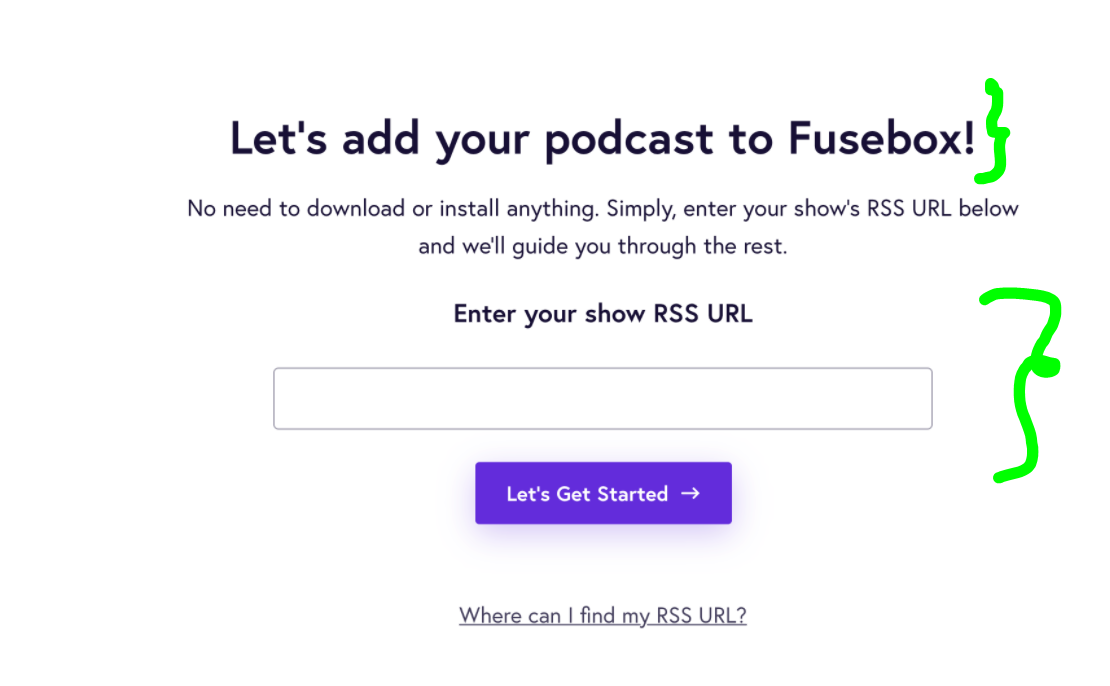 Let's add your podcast to Fusebox!
No need to download or install anything. Simply, enter your show's RSS URL below
and we'll guide you through the rest.
Enter your show RSS URL
Let's Get Started →
Where can I find my RSS URL?